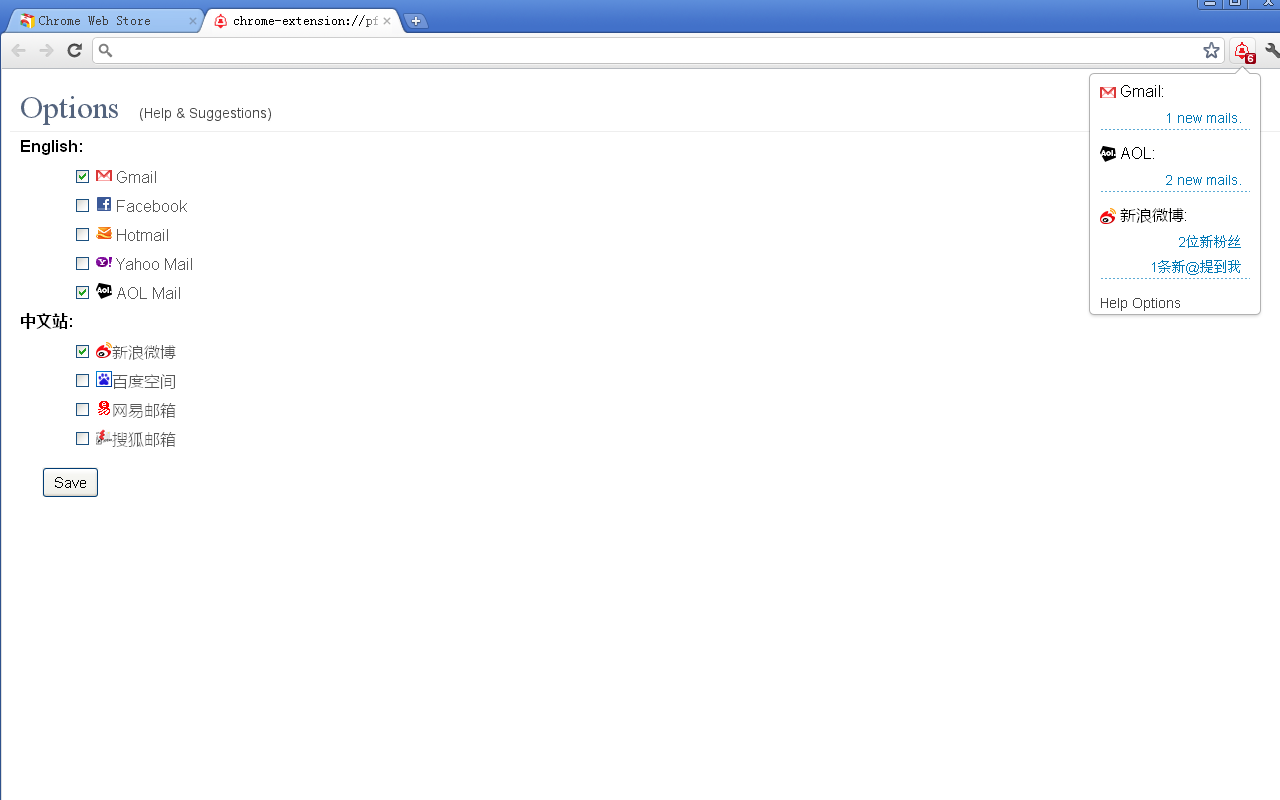 Chrome Web Store
chrome-extension://pf
6
Options (Help & Suggestions)
English:
Gmail
Facebook
Hotmail
Yahoo Mail
AOL Mail
中文站:
新浪微博
百度空间
网易邮箱
搜狐邮箱
Save
Gmail:
1 new mails.
Aol. AOL:
2 new mails.
新浪微博:
2位新粉丝
1条新@提到我
Help Options